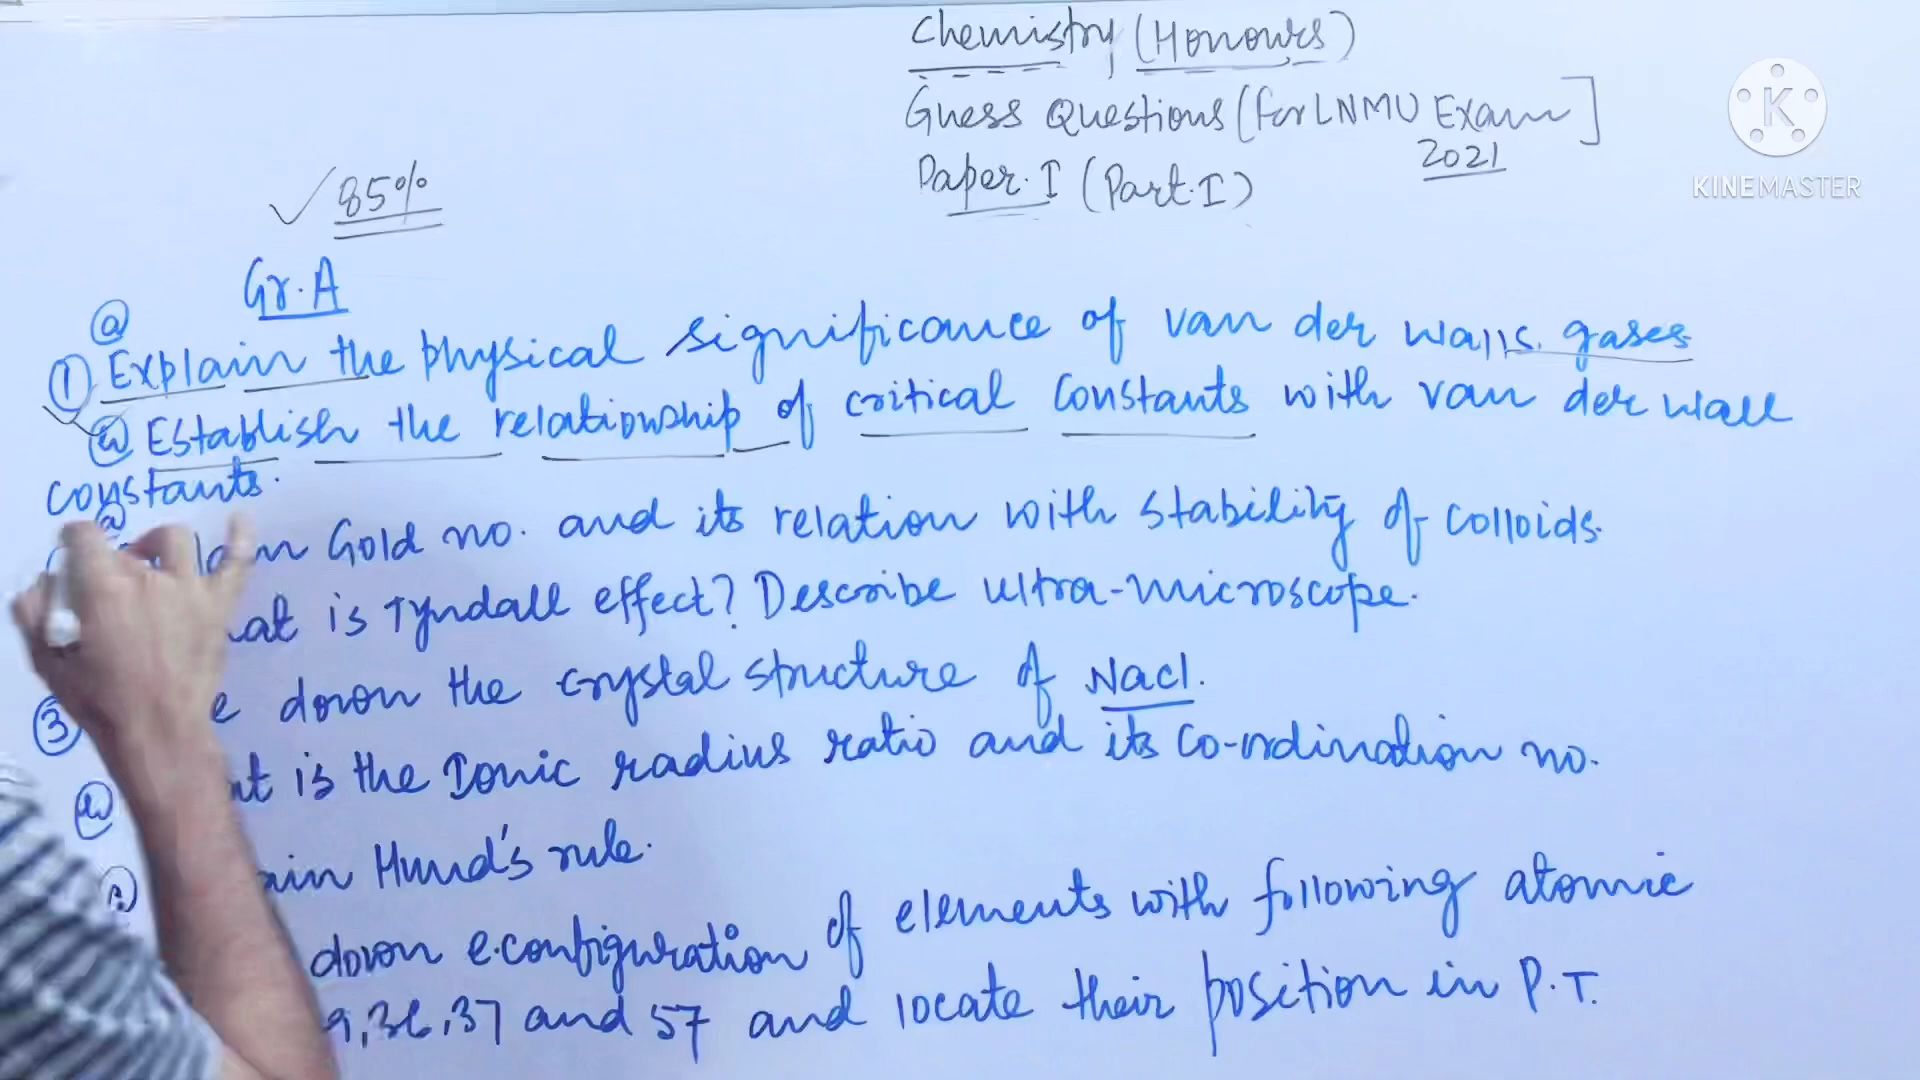 Chemistry (Honours)
Guess Questions (for LNMU Exam]
2021
Paper. I (Part. I)
✓ 85%
Gr. A
① ⓐ Explain the physical significance of van der walls gases
ⓑ Establish the relationship of critical constants with van der wall
constants.
ⓐ Gold no. and its relation with stability of colloids.
is Tyndall effect? Describe ultra-microscope.
③ down the crystal structure of Nacl.
ⓑ is the Ionic radius ratio and its co-ordination no.
Hund's rule.
down e.configuration of elements with following atomic
9,36,37 and 57 and locate their position in P.T.
K
KINEMASTER